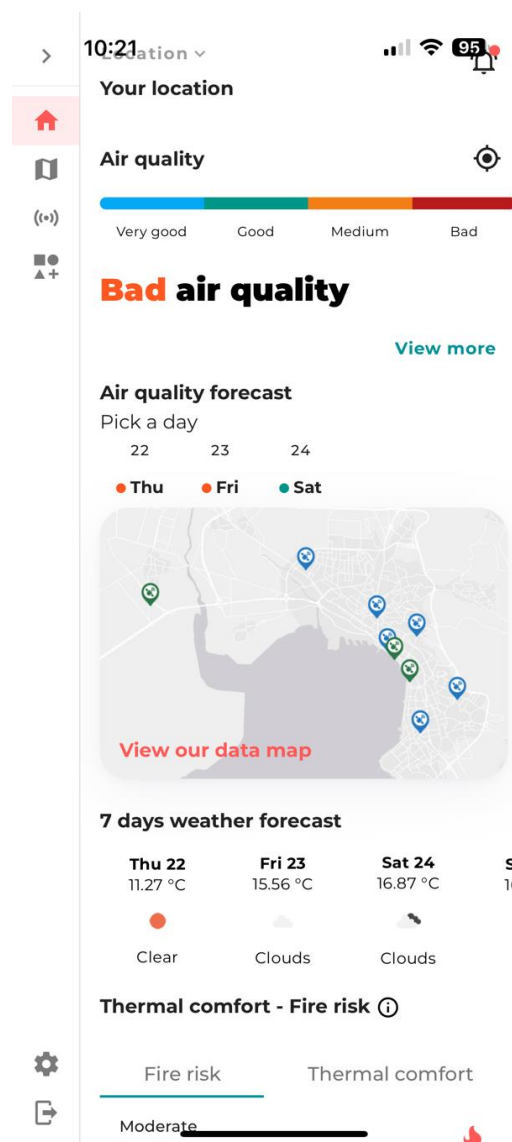 10:21
Location
95
Your location
Air quality
Very good Good Medium Bad
Bad air quality
View more
Air quality forecast
Pick a day
22 23 24
Thu Fri Sat
View our data map
7 days weather forecast
Thu 22 Fri 23 Sat 24
11.27 °C 15.56 °C 16.87 °C
Clear Clouds Clouds
Thermal comfort - Fire risk
Fire risk Thermal comfort
Moderate